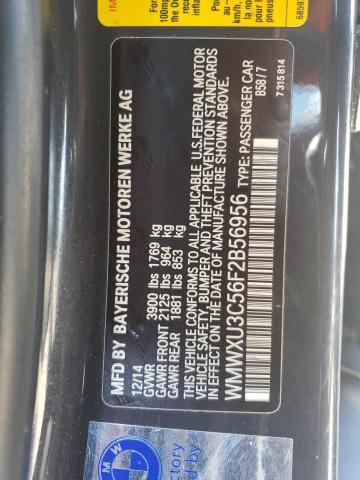 MFD BY BAYERISCHE MOTOREN WERKE AG
12/14
GVWR 3900 lbs 1769 kg
GAWR FRONT 2125 lbs 964 kg
GAWR REAR 1881 lbs 853 kg
THIS VEHICLE CONFORMS TO ALL APPLICABLE U.S.FEDERAL MOTOR
VEHICLE SAFETY, BUMPER AND THEFT PREVENTION STANDARDS
IN EFFECT ON THE DATE OF MANUFACTURE SHOWN ABOVE.
WMWXU3C56F2B56956 TYPE: PASSENGER CAR
B58/7
7 315 814
BMW